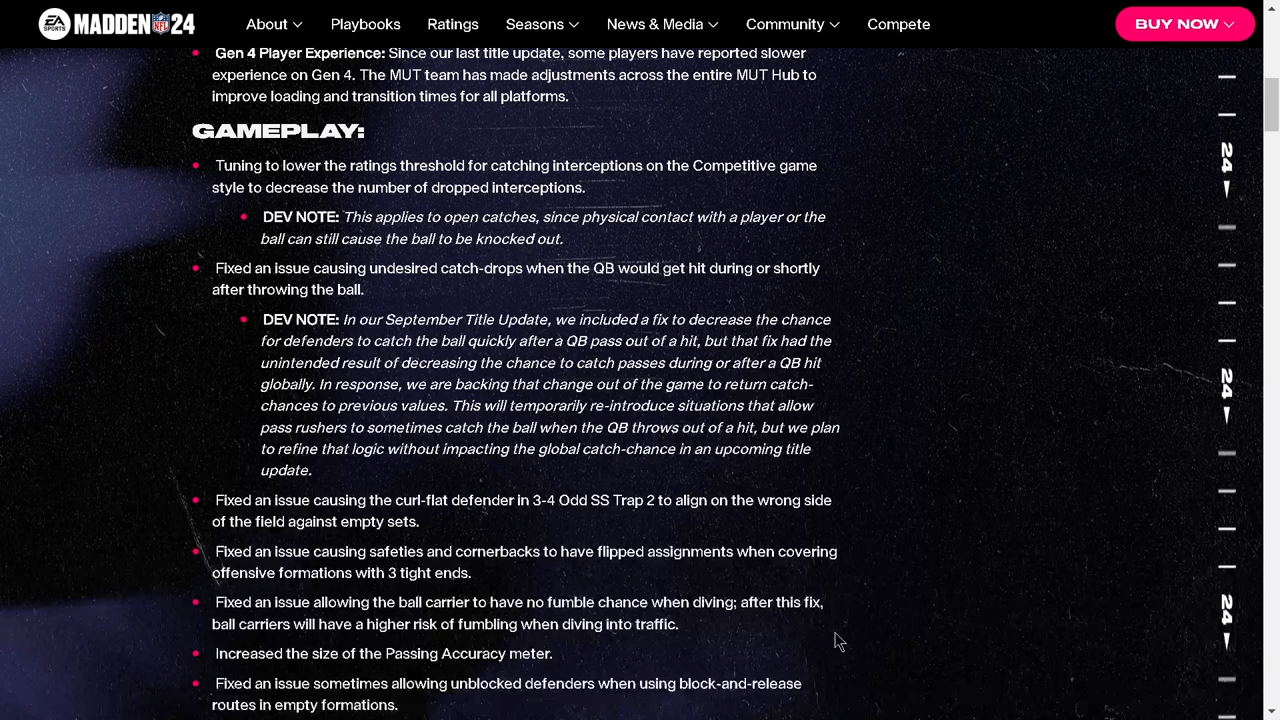 EA SPORTS MADDEN NFL 24 About Playbooks Ratings Seasons News & Media Community Compete BUY NOW
Gen 4 Player Experience: Since our last title update, some players have reported slower
experience on Gen 4. The MUT team has made adjustments across the entire MUT Hub to
improve loading and transition times for all platforms.
GAMEPLAY:
Tuning to lower the ratings threshold for catching interceptions on the Competitive game
style to decrease the number of dropped interceptions.
DEV NOTE: This applies to open catches, since physical contact with a player or the
ball can still cause the ball to be knocked out.
Fixed an issue causing undesired catch-drops when the QB would get hit during or shortly
after throwing the ball.
DEV NOTE: In our September Title Update, we included a fix to decrease the chance
for defenders to catch the ball quickly after a QB pass out of a hit, but that fix had the
unintended result of decreasing the chance to catch passes during or after a QB hit
globally. In response, we are backing that change out of the game to return catch-
chances to previous values. This will temporarily re-introduce situations that allow
pass rushers to sometimes catch the ball when the QB throws out of a hit, but we plan
to refine that logic without impacting the global catch-chance in an upcoming title
update.
Fixed an issue causing the curl-flat defender in 3-4 Odd SS Trap 2 to align on the wrong side
of the field against empty sets.
Fixed an issue causing safeties and cornerbacks to have flipped assignments when covering
offensive formations with 3 tight ends.
Fixed an issue allowing the ball carrier to have no fumble chance when diving; after this fix,
ball carriers will have a higher risk of fumbling when diving into traffic.
Increased the size of the Passing Accuracy meter.
Fixed an issue sometimes allowing unblocked defenders when using block-and-release
routes in empty formations.
24
24
24